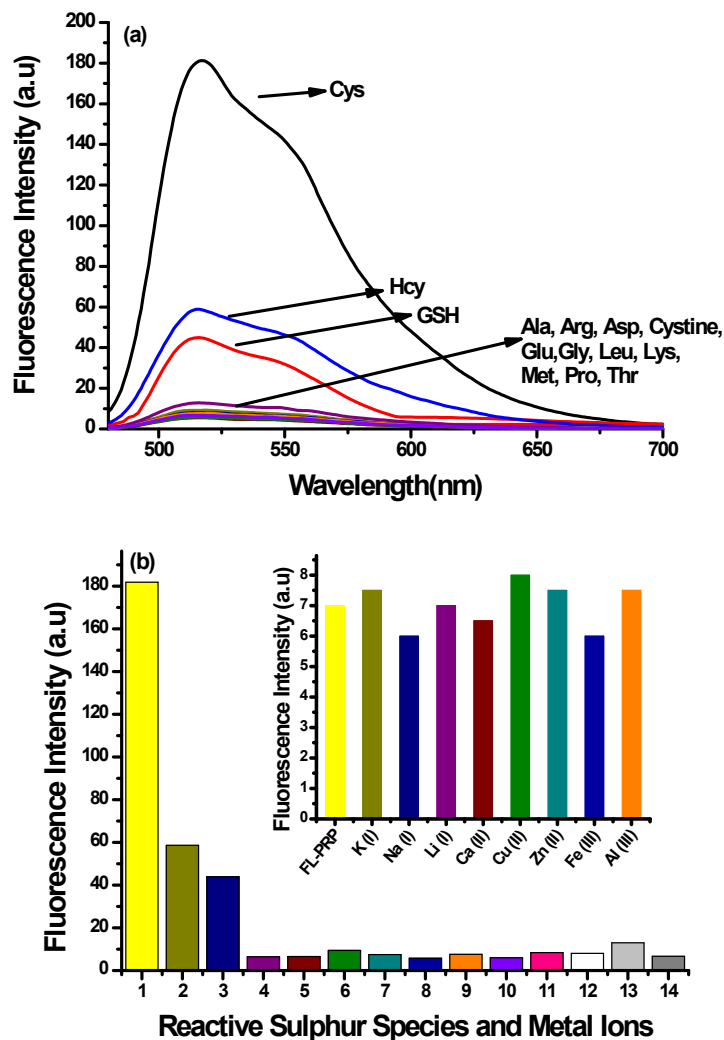 (a)
Fluorescence Intensity (a.u)
200
180
160
140
120
100
80
60
40
20
0
Cys
Hcy
GSH
Ala, Arg, Asp, Cystine,
Glu,Gly, Leu, Lys,
Met, Pro, Thr
500 550 600 650 700
Wavelength(nm)
(b)
Fluorescence Intensity (a.u)
180
160
140
120
100
80
60
40
20
0
Fluorescence Intensity (a.u)
8
7
6
5
4
3
2
1
0
FL-PRP
K (I)
Na (I)
Li (I)
Ca (II)
Cu (II)
Zn (II)
Fe (III)
Al (III)
1 2 3 4 5 6 7 8 9 10 11 12 13 14
Reactive Sulphur Species and Metal Ions